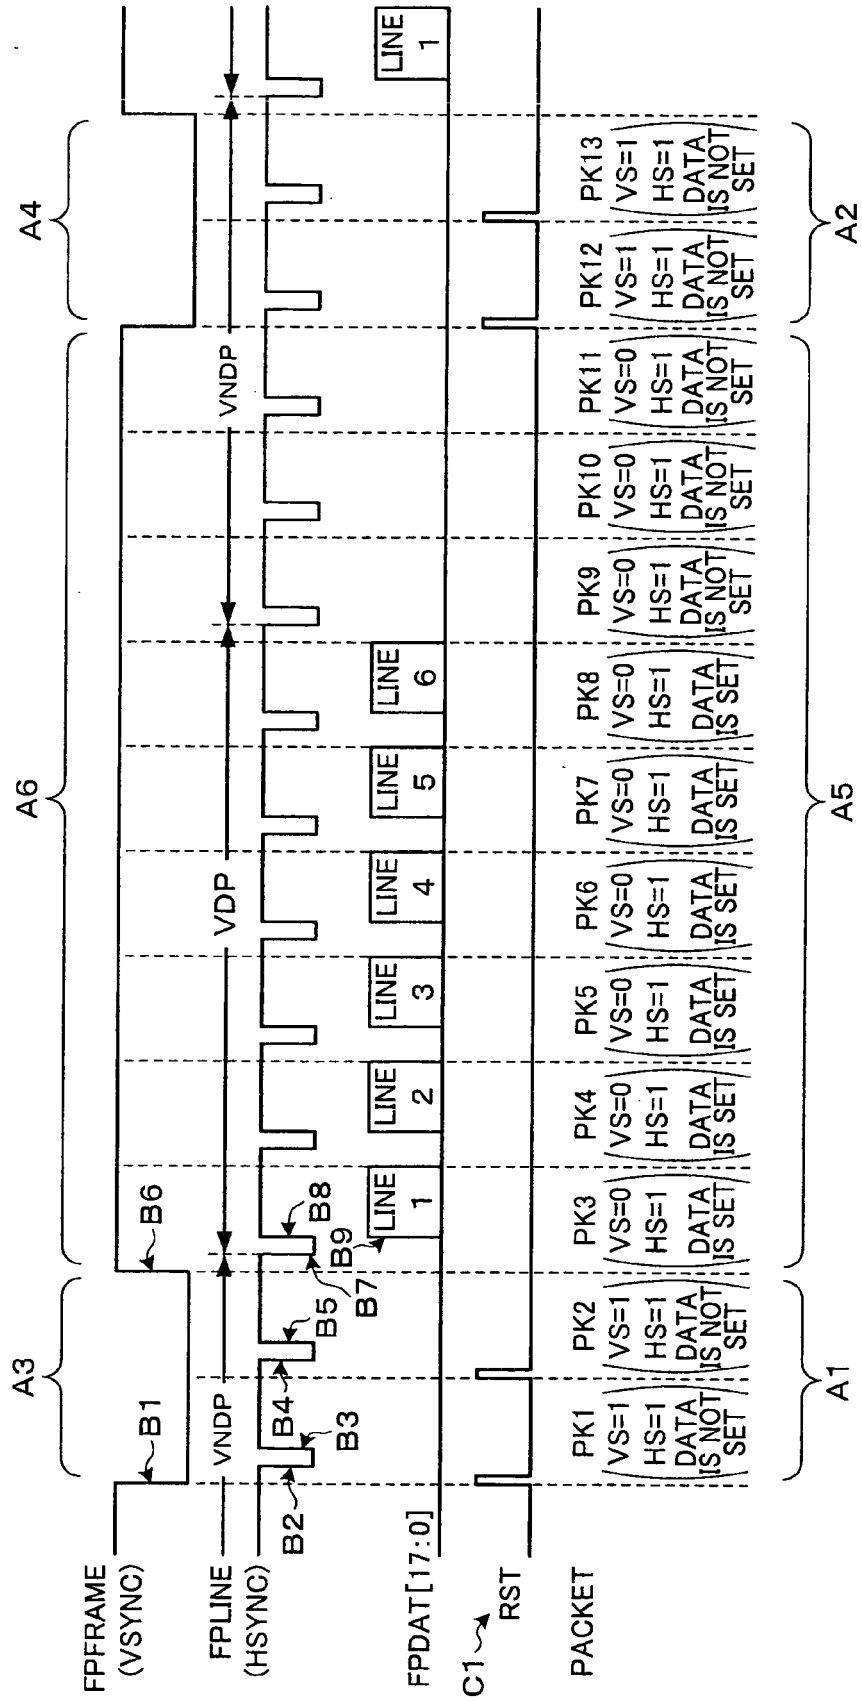 A3
A6
A4
FPFRAME
(VSYNC)
B1
B6
FPLINE
(HSYNC)
VNDP
VDP
VNDP
B2
B3
B4
B5
B7
B8
B9
FPDAT[17:0]
LINE
1
LINE
2
LINE
3
LINE
4
LINE
5
LINE
6
LINE
1
C1
RST
PACKET
PK1
VS=1
HS=1
DATA
IS NOT
SET
PK2
VS=1
HS=1
DATA
IS NOT
SET
PK3
VS=0
HS=1
DATA
IS SET
PK4
VS=0
HS=1
DATA
IS SET
PK5
VS=0
HS=1
DATA
IS SET
PK6
VS=0
HS=1
DATA
IS SET
PK7
VS=0
HS=1
DATA
IS SET
PK8
VS=0
HS=1
DATA
IS SET
PK9
VS=0
HS=1
DATA
IS NOT
SET
PK10
VS=0
HS=1
DATA
IS NOT
SET
PK11
VS=0
HS=1
DATA
IS NOT
SET
PK12
VS=1
HS=1
DATA
IS NOT
SET
PK13
VS=1
HS=1
DATA
IS NOT
SET
A1
A5
A2